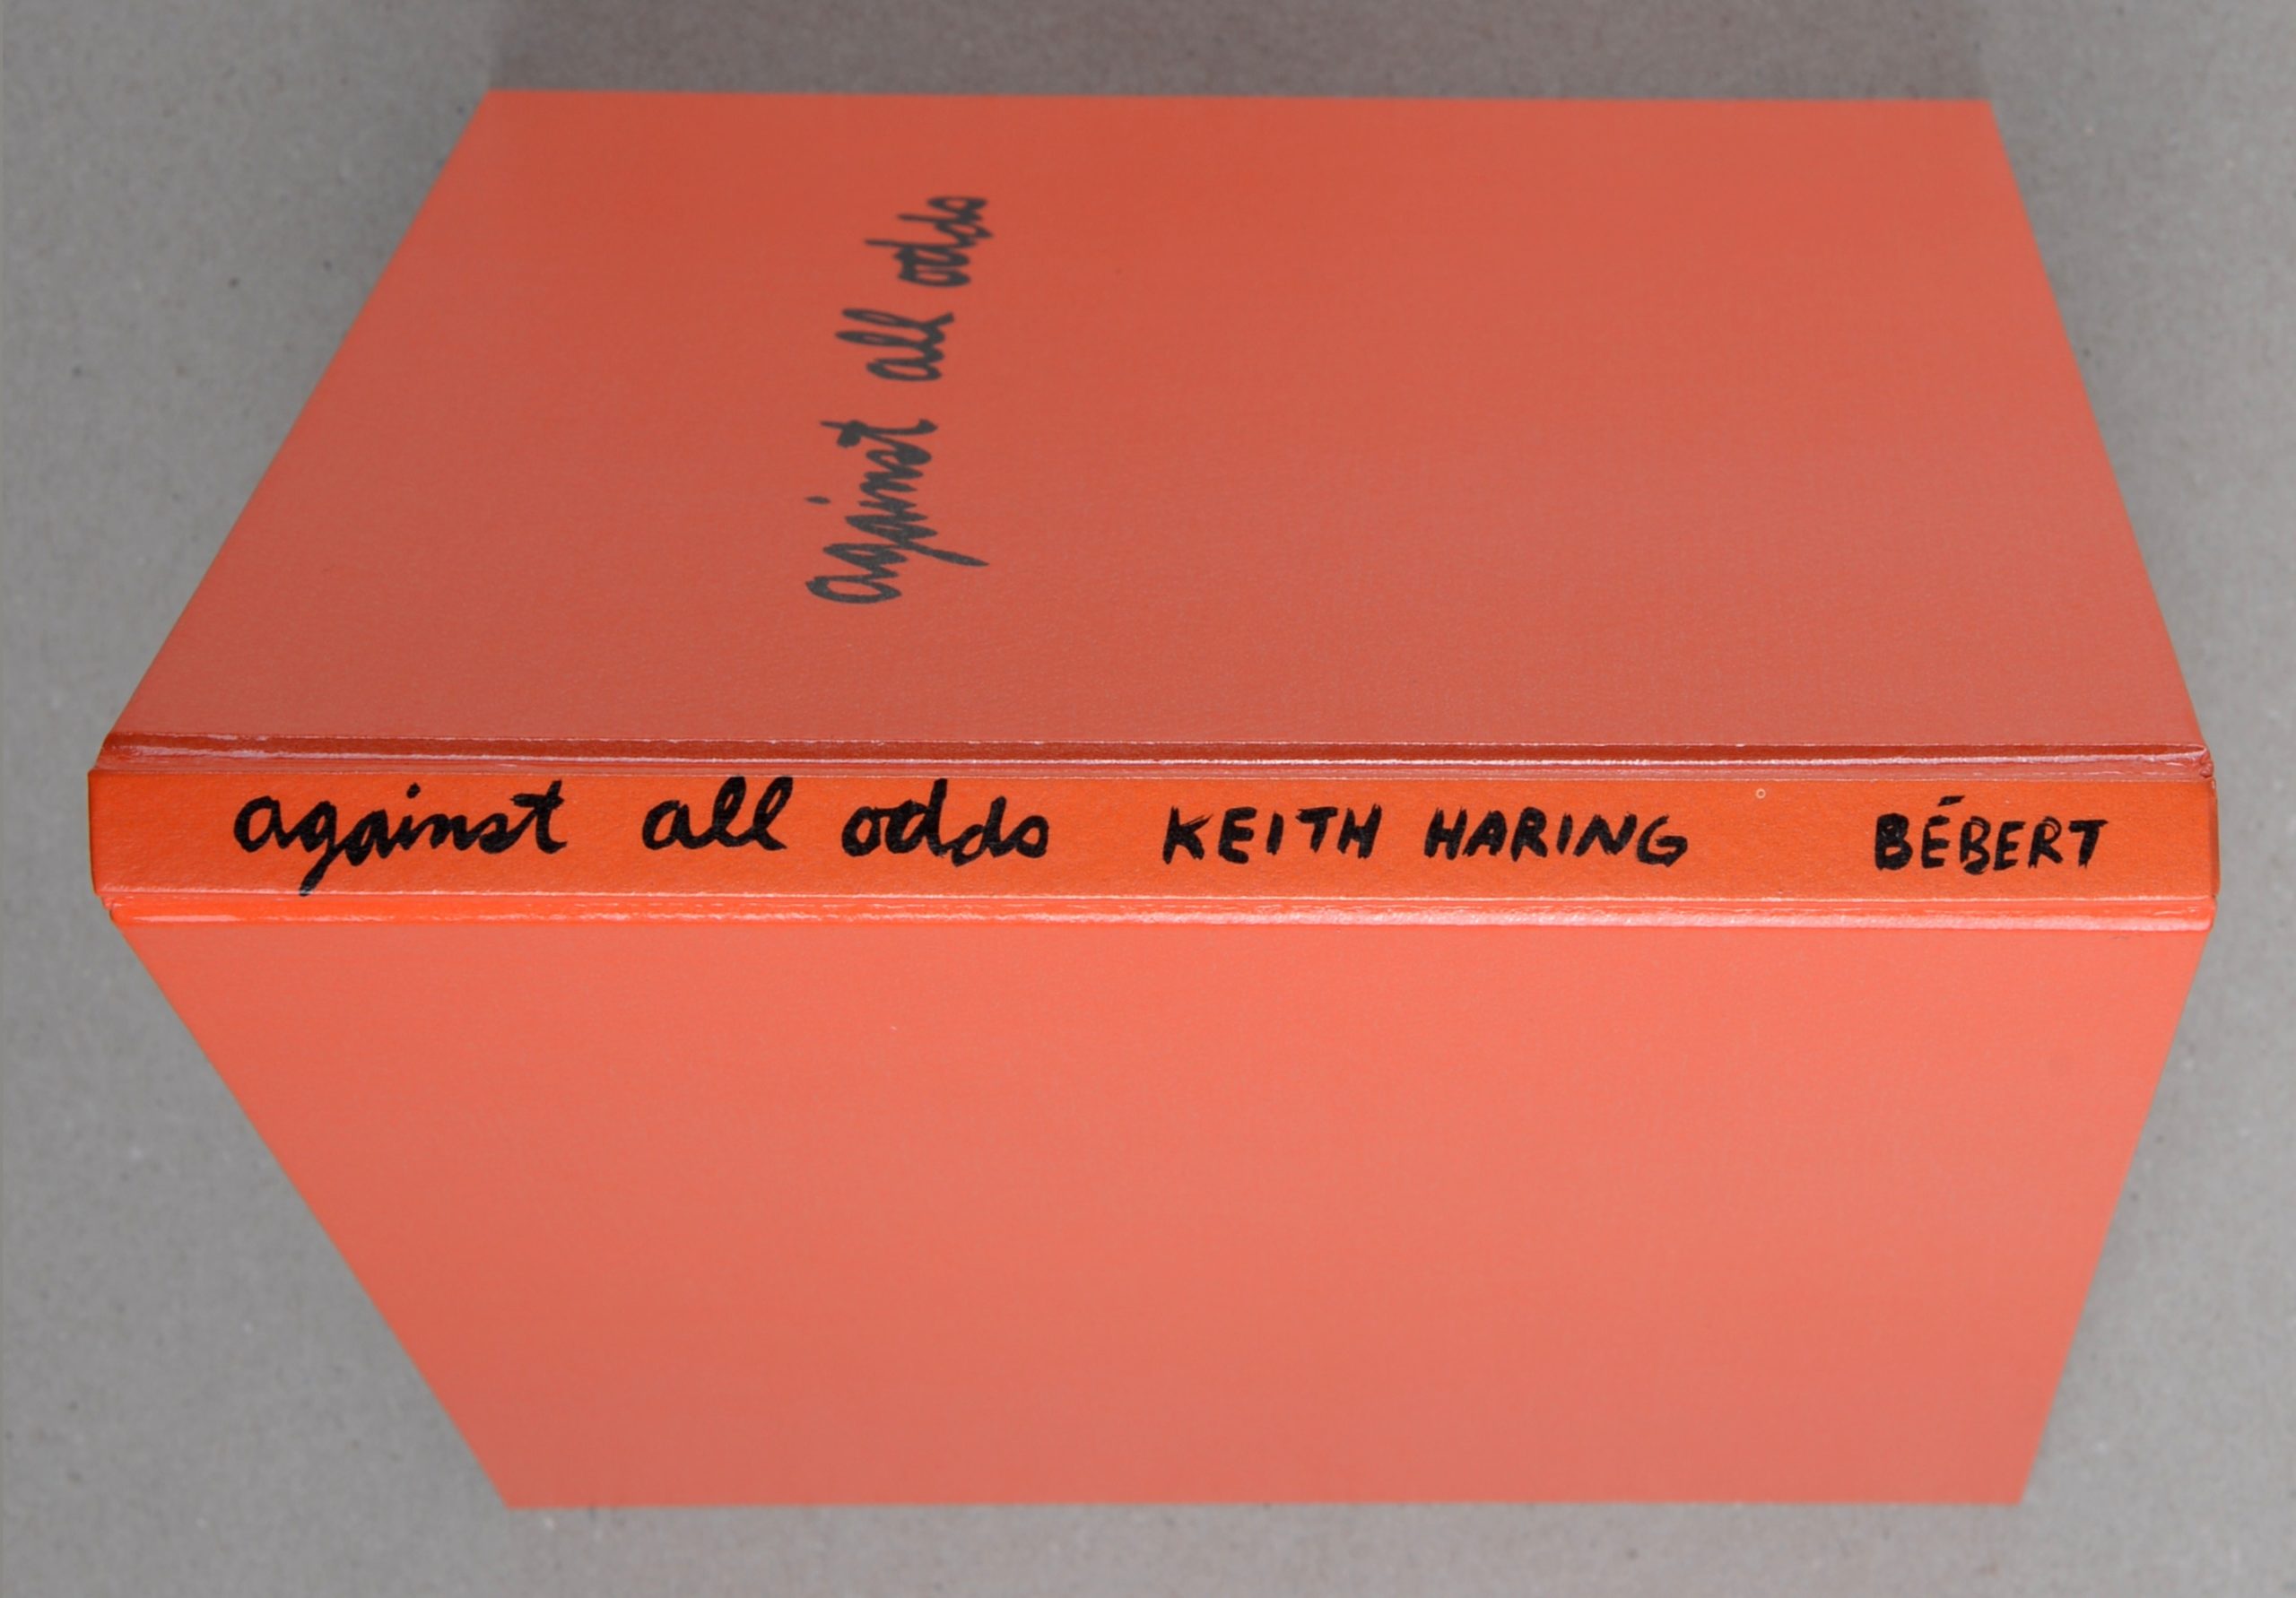 against all odds
against all odds KEITH HARING BÉBERT